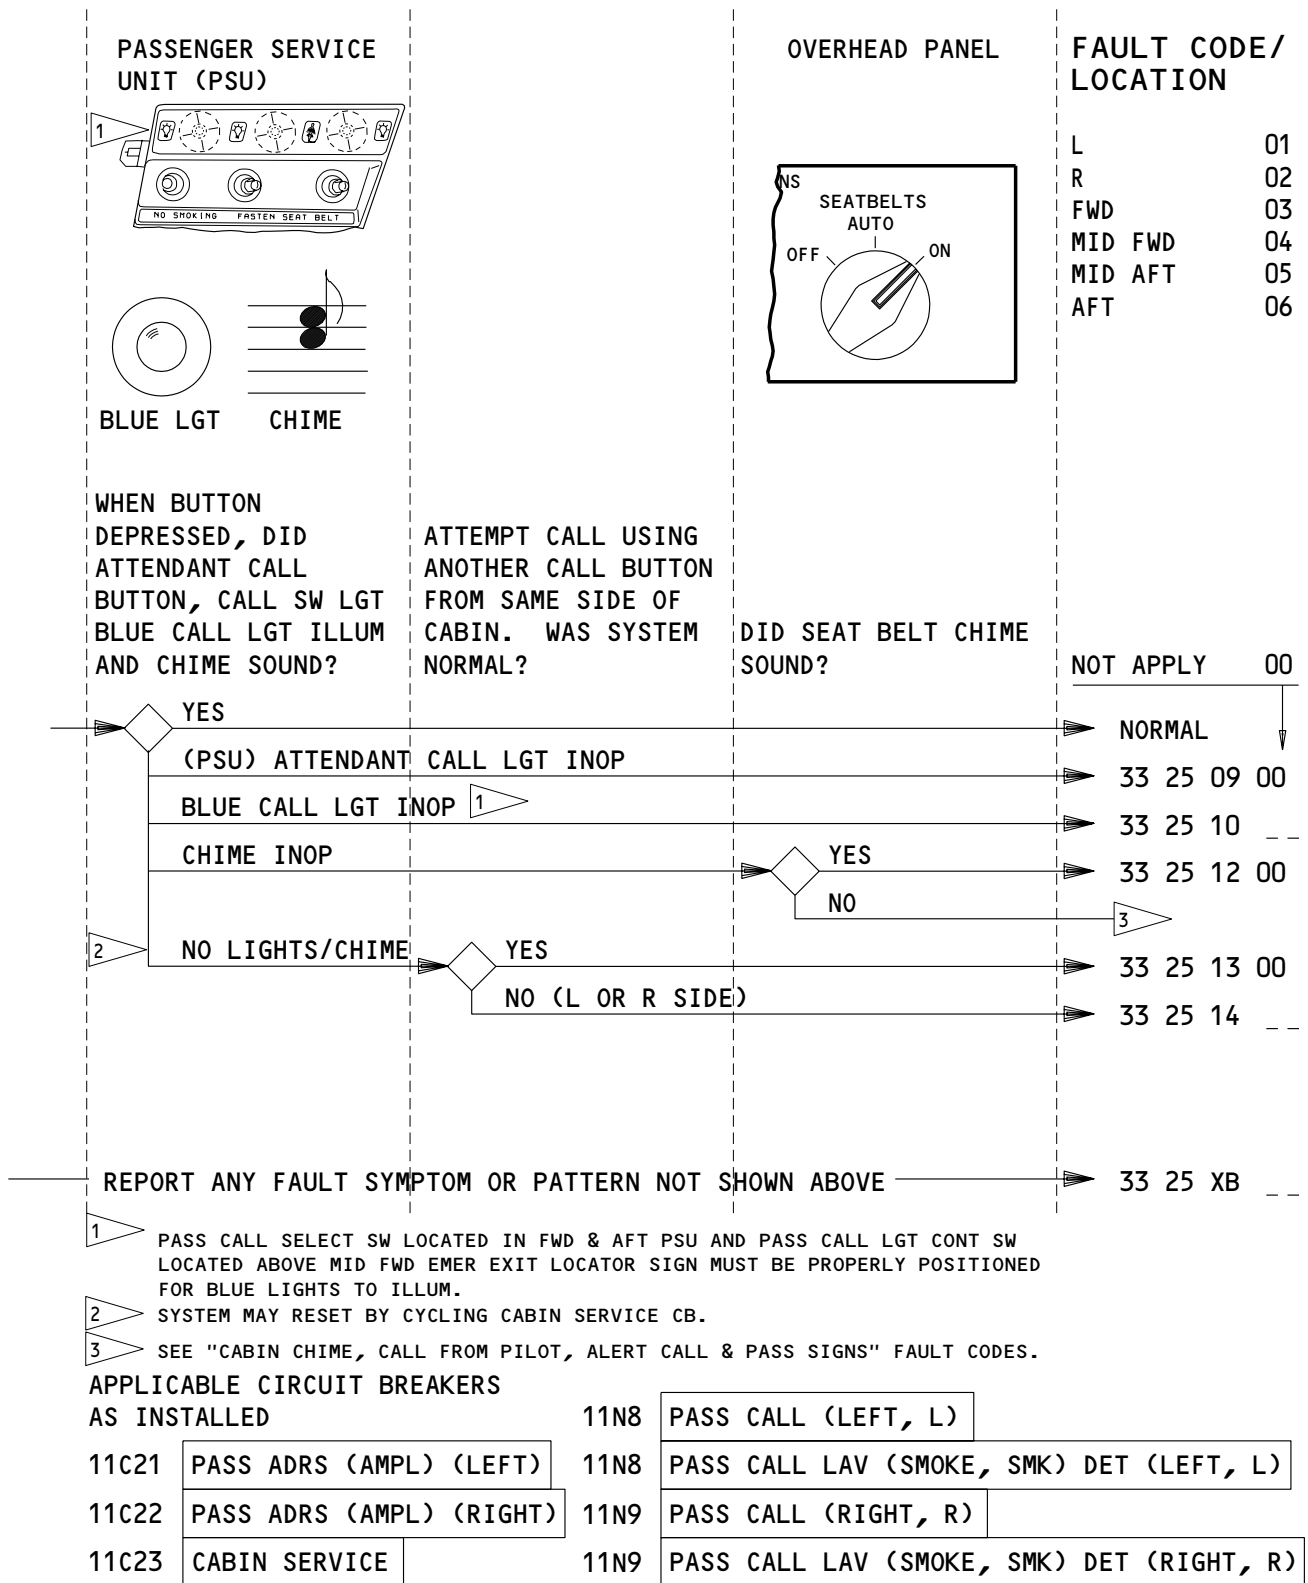 PASSENGER SERVICE
UNIT (PSU)
1
NO SMOKING FASTEN SEAT BELT
BLUE LGT CHIME
OVERHEAD PANEL
NS
SEATBELTS
AUTO
OFF
ON
FAULT CODE/
LOCATION
L 01
R 02
FWD 03
MID FWD 04
MID AFT 05
AFT 06
WHEN BUTTON
DEPRESSED, DID
ATTENDANT CALL
BUTTON, CALL SW LGT
BLUE CALL LGT ILLUM
AND CHIME SOUND?
ATTEMPT CALL USING
ANOTHER CALL BUTTON
FROM SAME SIDE OF
CABIN. WAS SYSTEM
NORMAL?
DID SEAT BELT CHIME
SOUND?
NOT APPLY 00
YES
NORMAL
(PSU) ATTENDANT CALL LGT INOP
33 25 09 00
BLUE CALL LGT INOP 1
33 25 10 _ _
CHIME INOP
YES
33 25 12 00
NO
3
2 NO LIGHTS/CHIME
YES
33 25 13 00
NO (L OR R SIDE)
33 25 14 _ _
REPORT ANY FAULT SYMPTOM OR PATTERN NOT SHOWN ABOVE
33 25 XB _ _
1 PASS CALL SELECT SW LOCATED IN FWD & AFT PSU AND PASS CALL LGT CONT SW
LOCATED ABOVE MID FWD EMER EXIT LOCATOR SIGN MUST BE PROPERLY POSITIONED
FOR BLUE LIGHTS TO ILLUM.
2 SYSTEM MAY RESET BY CYCLING CABIN SERVICE CB.
3 SEE "CABIN CHIME, CALL FROM PILOT, ALERT CALL & PASS SIGNS" FAULT CODES.
APPLICABLE CIRCUIT BREAKERS
AS INSTALLED
11C21 PASS ADRS (AMPL) (LEFT)
11C22 PASS ADRS (AMPL) (RIGHT)
11C23 CABIN SERVICE
11N8 PASS CALL (LEFT, L)
11N8 PASS CALL LAV (SMOKE, SMK) DET (LEFT, L)
11N9 PASS CALL (RIGHT, R)
11N9 PASS CALL LAV (SMOKE, SMK) DET (RIGHT, R)